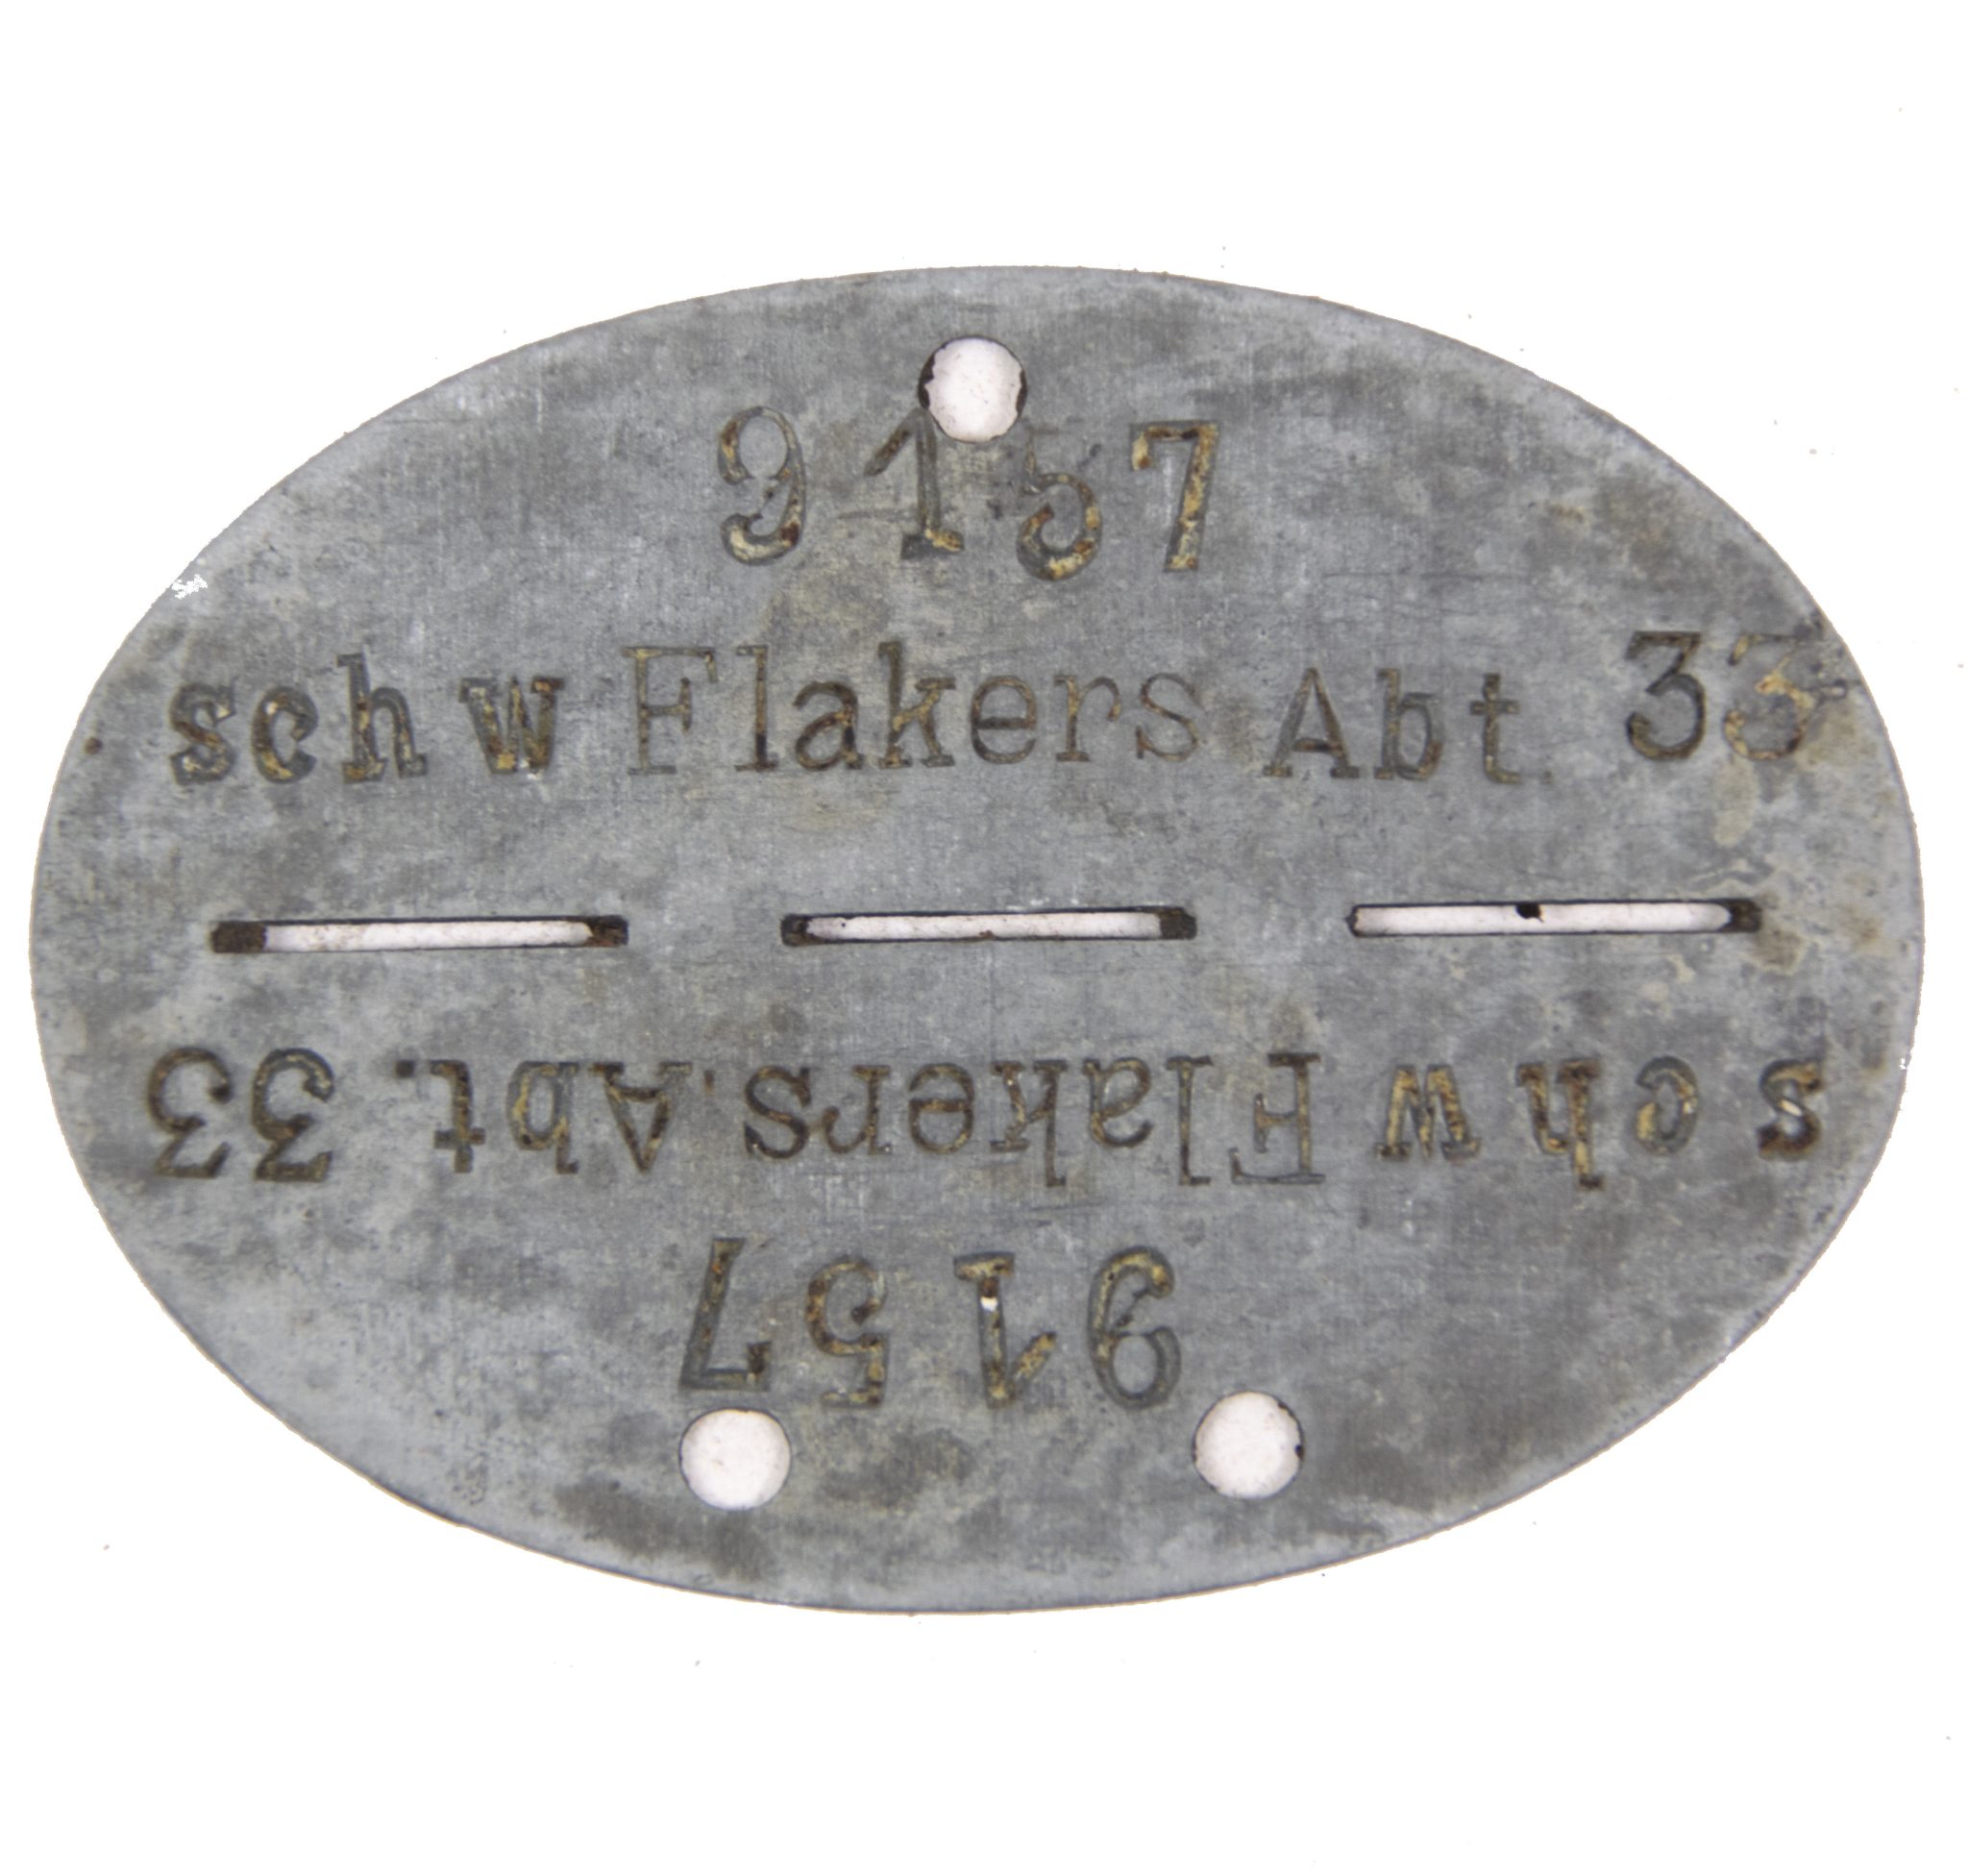 9157
schw Flakers Abt. 33
schw Flakers. Abt. 33
9157